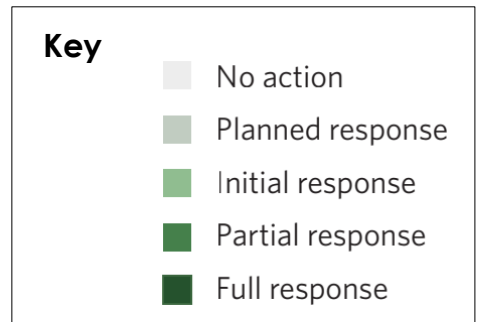 Key
No action
Planned response
Initial response
Partial response
Full response